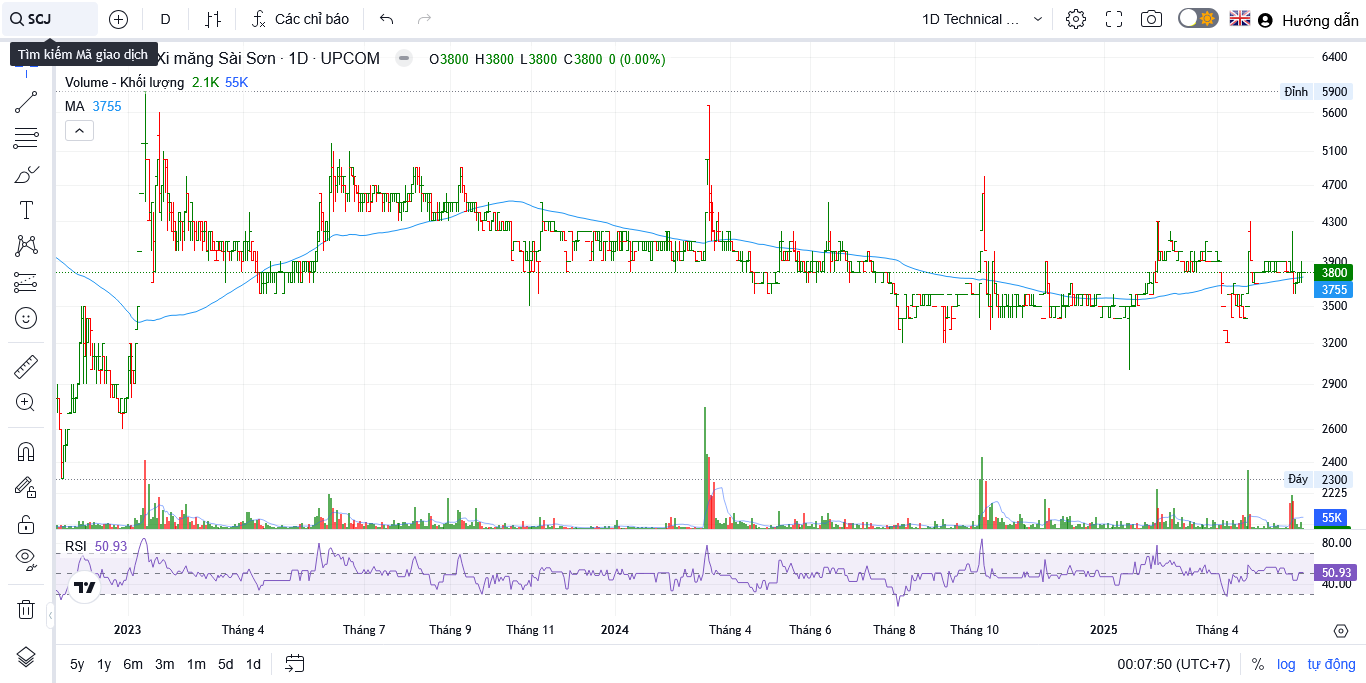 SCJ D Các chỉ báo 1D Technical ... Hướng dẫn
Tìm kiếm Mã giao dịch
Xi măng Sài Sơn · 1D · UPCOM O3800 H3800 L3800 C3800 0 (0.00%)
Volume - Khối lượng 2.1K 55K
MA 3755
6400
Đỉnh 5900
5600
5100
4700
4300
3900
3800
3755
3500
3200
2900
2600
2400
Đáy 2300
2225
55K
RSI 50.93
80.00
50.93
40.00
2023 Tháng 4 Tháng 7 Tháng 9 Tháng 11 2024 Tháng 4 Tháng 6 Tháng 8 Tháng 10 2025 Tháng 4
5y 1y 6m 3m 1m 5d 1d 00:07:50 (UTC+7) % log tự động